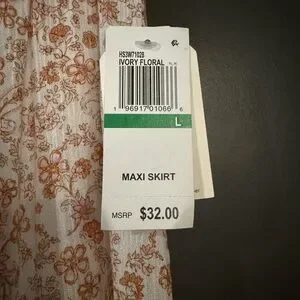 HS3W71026
IVORY FLORAL
1 96917 01066 6
L
MAXI SKIRT
MSRP $32.00